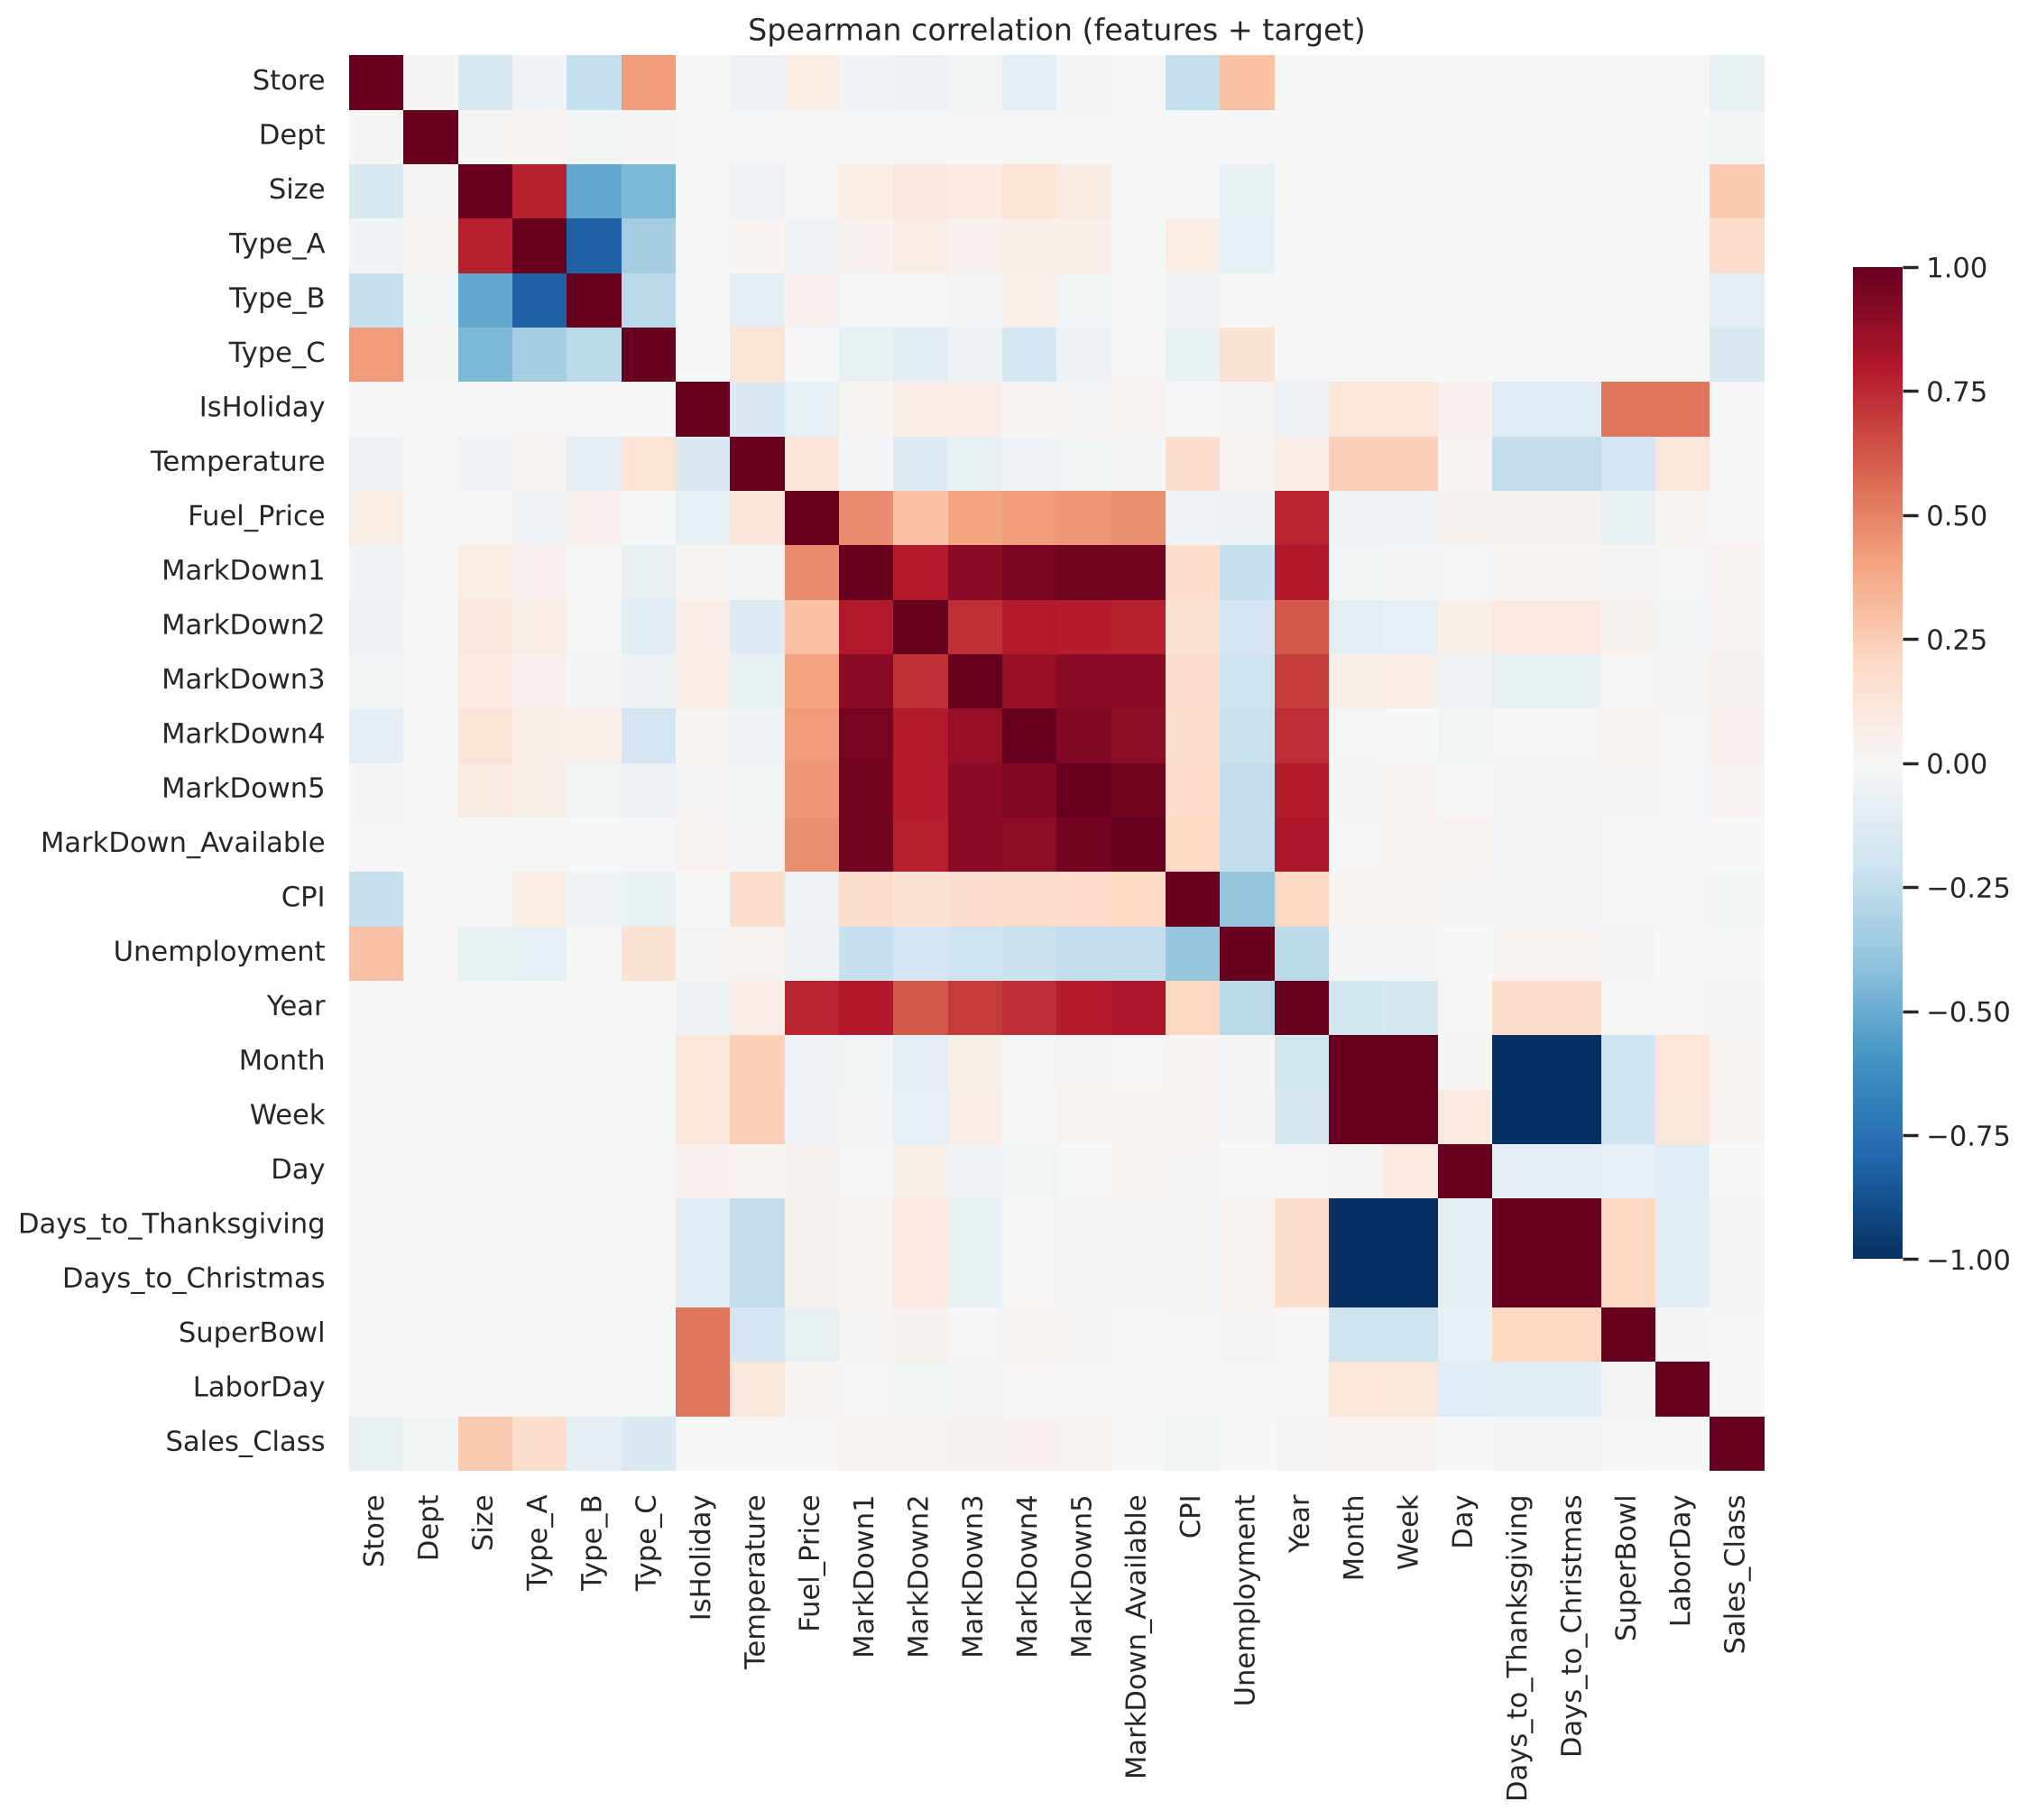 Spearman correlation (features + target)
Store
Dept
Size
Type_A
Type_B
Type_C
IsHoliday
Temperature
Fuel_Price
MarkDown1
MarkDown2
MarkDown3
MarkDown4
MarkDown5
MarkDown_Available
CPI
Unemployment
Year
Month
Week
Day
Days_to_Thanksgiving
Days_to_Christmas
SuperBowl
LaborDay
Sales_Class
Store
Dept
Size
Type_A
Type_B
Type_C
IsHoliday
Temperature
Fuel_Price
MarkDown1
MarkDown2
MarkDown3
MarkDown4
MarkDown5
MarkDown_Available
CPI
Unemployment
Year
Month
Week
Day
Days_to_Thanksgiving
Days_to_Christmas
SuperBowl
LaborDay
Sales_Class
1.00
0.75
0.50
0.25
0.00
−0.25
−0.50
−0.75
−1.00